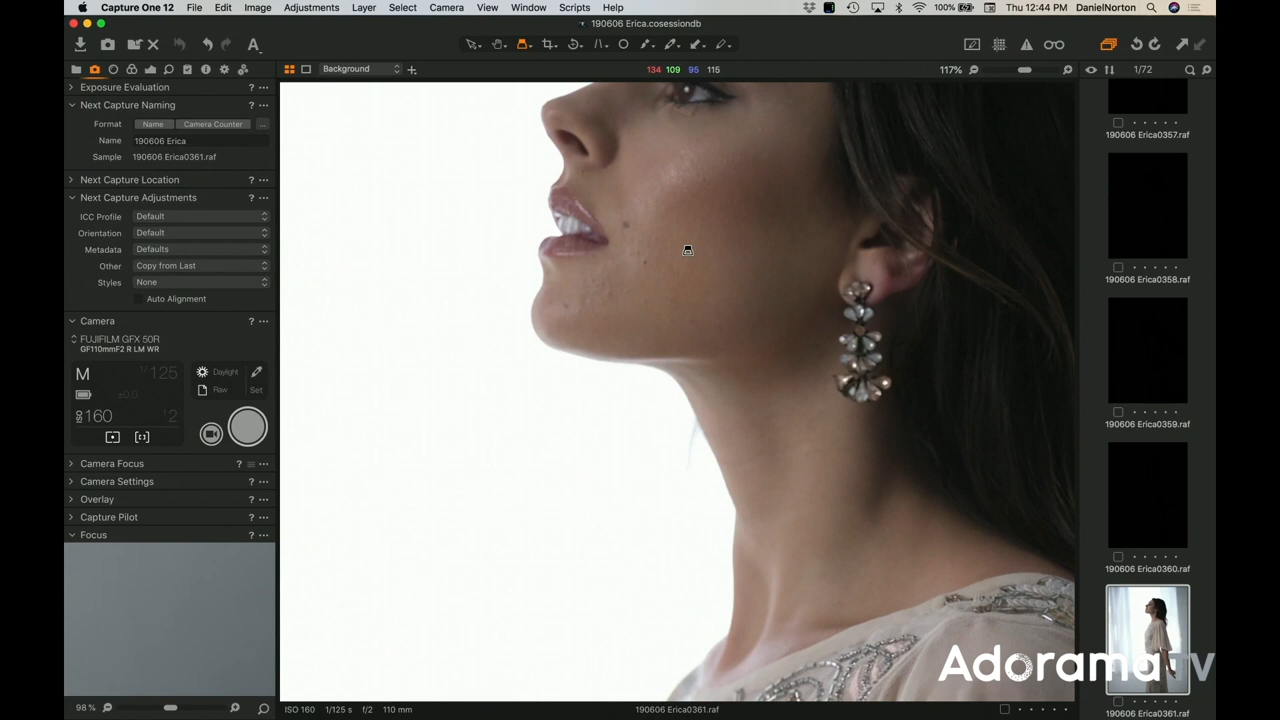 Capture One 12 File Edit Image Adjustments Layer Select Camera View Window Scripts Help 100% Thu 12:44 PM DanielNorton
190606 Erica.cosessiondb
Background 134 109 95 115 117% 1/72
Exposure Evaluation ? ...
Next Capture Naming ? ...
Format Name Camera Counter ...
Name 190606 Erica
Sample 190606 Erica0361.raf
Next Capture Location ? ...
Next Capture Adjustments ? ...
ICC Profile Default
Orientation Default
Metadata Defaults
Other Copy from Last
Styles None
Auto Alignment
Camera ? ...
FUJIFILM GFX 50R
GF110mmF2 R LM WR
M 1/125 Daylight
±0.0 Raw Set
ISO 160 f2
Camera Focus ? ...
Camera Settings ? ...
Overlay ? ...
Capture Pilot ? ...
Focus ? ...
98%
ISO 160 1/125 s f/2 110 mm 190606 Erica0361.raf
190606 Erica0357.raf
190606 Erica0358.raf
190606 Erica0359.raf
190606 Erica0360.raf
190606 Erica0361.raf
Adorama TV